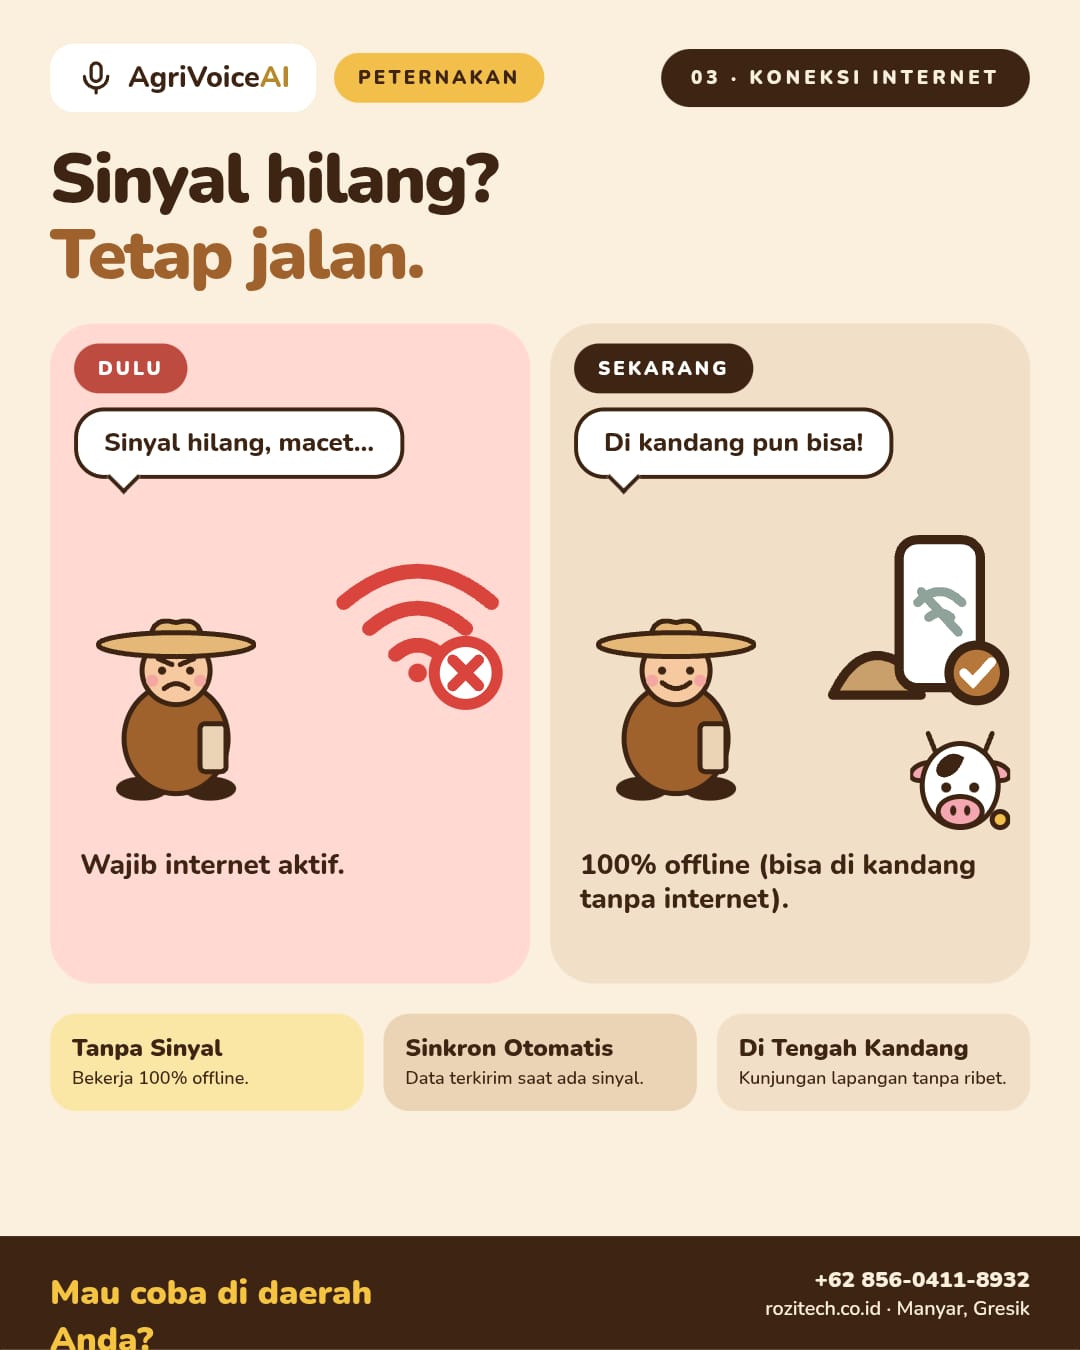 AgriVoiceAI
PETERNAKAN
03 · KONEKSI INTERNET
Sinyal hilang?
Tetap jalan.
DULU
Sinyal hilang, macet...
Wajib internet aktif.
SEKARANG
Di kandang pun bisa!
100% offline (bisa di kandang
tanpa internet).
Tanpa Sinyal
Bekerja 100% offline.
Sinkron Otomatis
Data terkirim saat ada sinyal.
Di Tengah Kandang
Kunjungan lapangan tanpa ribet.
Mau coba di daerah
Anda?
+62 856-0411-8932
rozitech.co.id · Manyar, Gresik